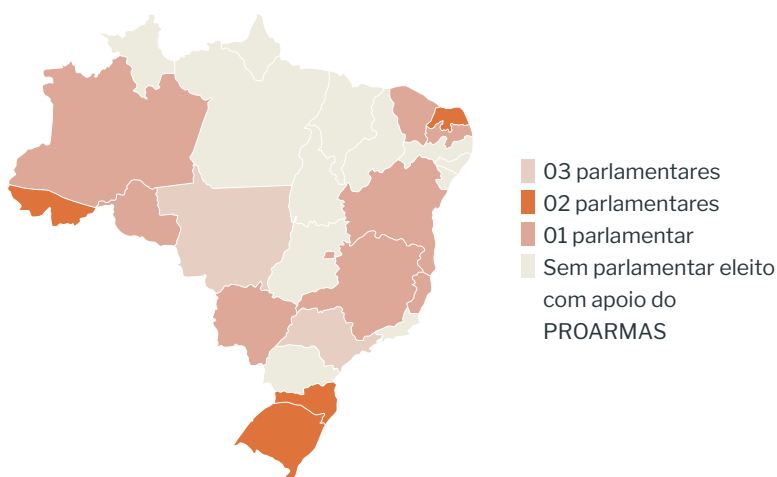 03 parlamentares
02 parlamentares
01 parlamentar
Sem parlamentar eleito
com apoio do
PROARMAS